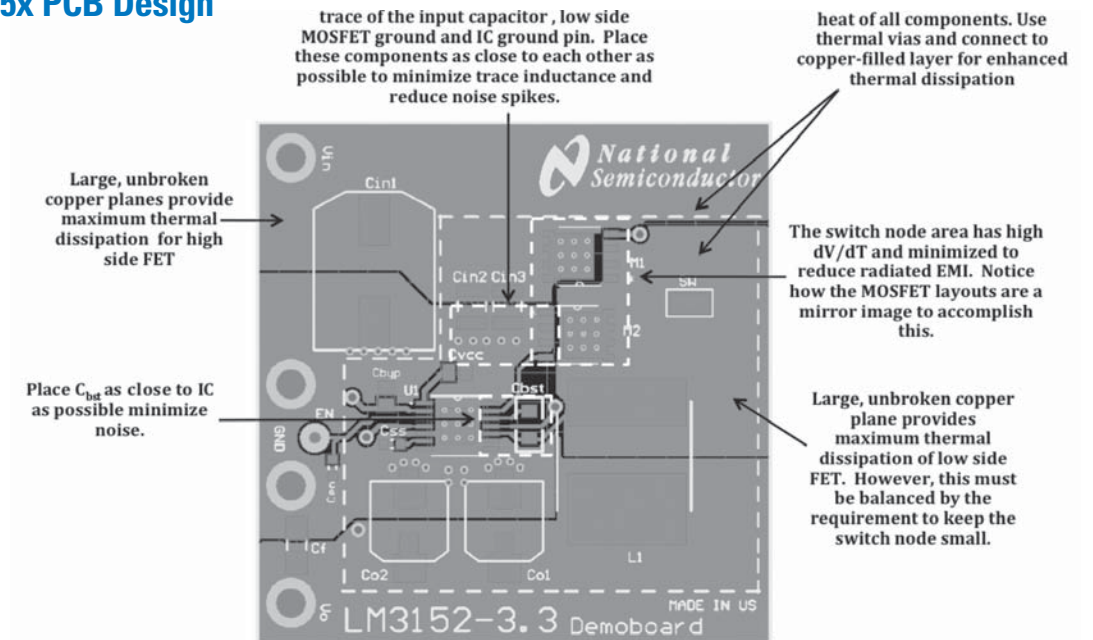 5x PCB Design
trace of the input capacitor , low side
MOSFET ground and IC ground pin. Place
these components as close to each other as
possible to minimize trace inductance and
reduce noise spikes.
heat of all components. Use
thermal vias and connect to
copper-filled layer for enhanced
thermal dissipation
Large, unbroken
copper planes provide
maximum thermal
dissipation for high
side FET
The switch node area has high
dV/dT and minimized to
reduce radiated EMI. Notice
how the MOSFET layouts are a
mirror image to accomplish
this.
Place Cbst as close to IC
as possible minimize
noise.
Large, unbroken copper
plane provides
maximum thermal
dissipation of low side
FET. However, this must
be balanced by the
requirement to keep the
switch node small.
Vin
National
Semiconductor
Cin1
Cin2 Cin3
M1
SW
M2
Cvcc
Cbyp
U1
Cbst
EN
Css
GND
Cen
Cf
Co2
Co1
L1
Vo
MADE IN US
LM3152-3.3 Demoboard